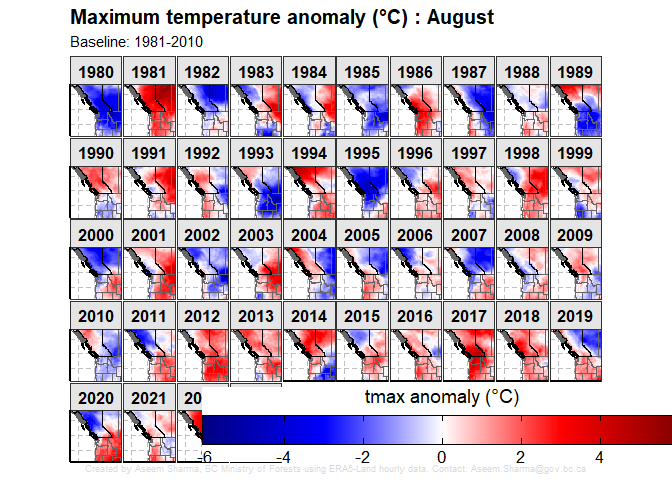 Maximum temperature anomaly (°C) : August
Baseline: 1981-2010
1980 1981 1982 1983 1984 1985 1986 1987 1988 1989
1990 1991 1992 1993 1994 1995 1996 1997 1998 1999
2000 2001 2002 2003 2004 2005 2006 2007 2008 2009
2010 2011 2012 2013 2014 2015 2016 2017 2018 2019
2020 2021 20
tmax anomaly (°C)
-6 -4 -2 0 2 4
Created by Aseem Sharma, BC Ministry of Forests using ERA5-Land hourly data. Contact: Aseem.Sharma@gov.bc.ca